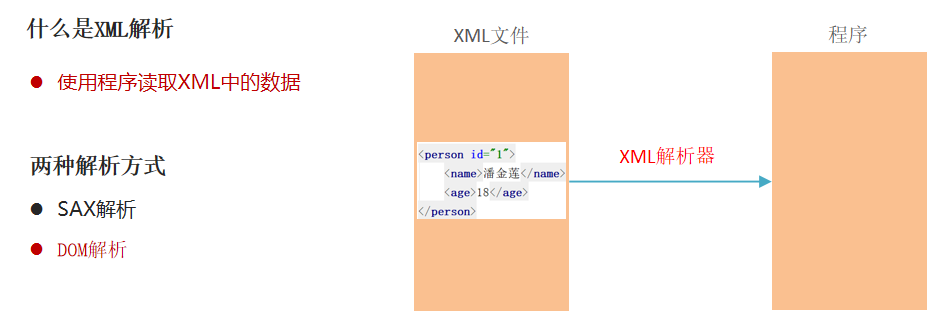 什么是XML解析
使用程序读取XML中的数据
两种解析方式
SAX解析
DOM解析
XML文件
<person id="1">
<name>潘金莲</name>
<age>18</age>
</person>
XML解析器
程序